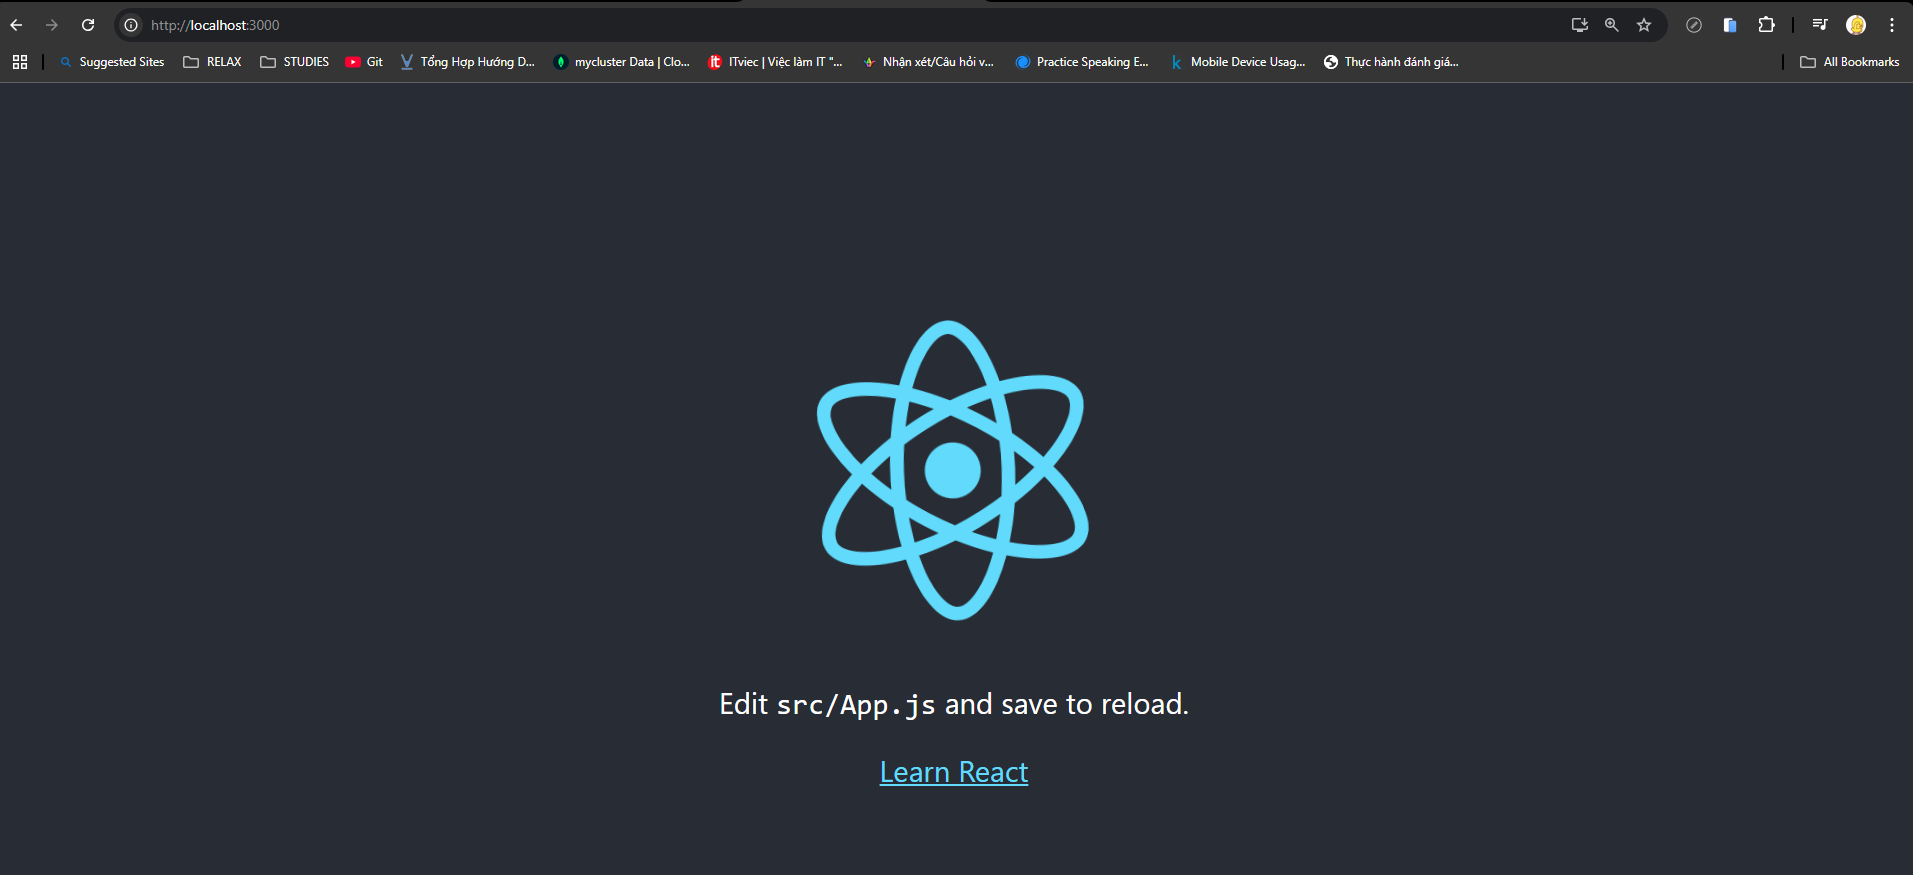 http://localhost:3000
Suggested Sites RELAX STUDIES Git Tổng Hợp Hướng D... mycluster Data | Clo... ITviec | Việc làm IT "... Nhận xét/Câu hỏi v... Practice Speaking E... Mobile Device Usag... Thực hành đánh giá... All Bookmarks
Edit src/App.js and save to reload.
Learn React